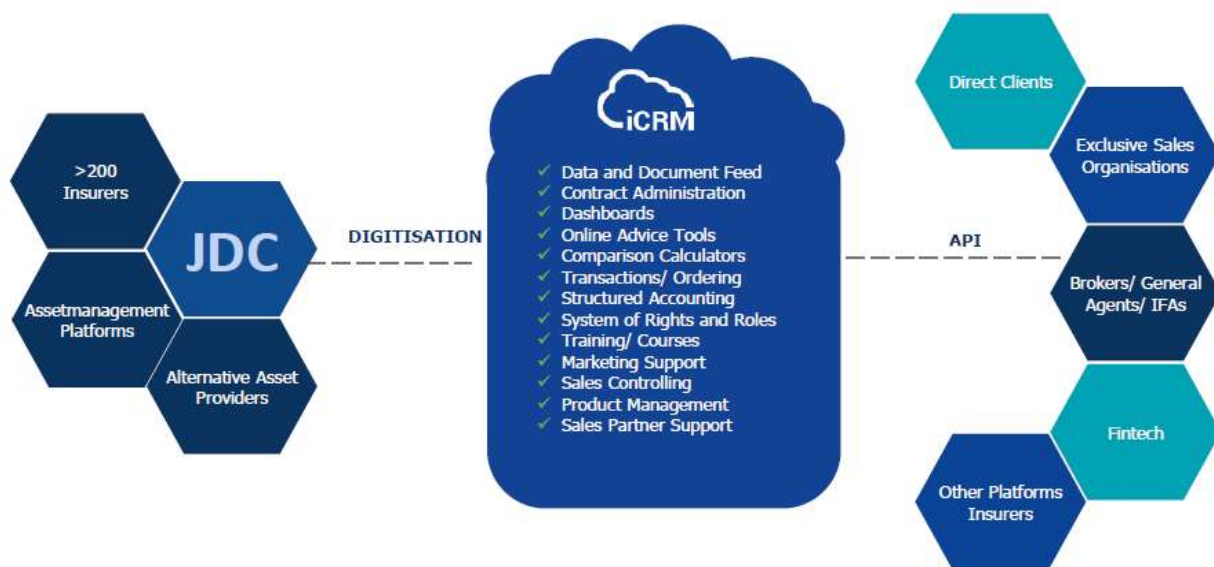 >200
Insurers
JDC
Assetmanagement
Platforms
Alternative Asset
Providers
DIGITISATION
iCRM
✓ Data and Document Feed
✓ Contract Administration
✓ Dashboards
✓ Online Advice Tools
✓ Comparison Calculators
✓ Transactions/ Ordering
✓ Structured Accounting
✓ System of Rights and Roles
✓ Training/ Courses
✓ Marketing Support
✓ Sales Controlling
✓ Product Management
✓ Sales Partner Support
API
Direct Clients
Exclusive Sales
Organisations
Brokers/ General
Agents/ IFAs
Fintech
Other Platforms
Insurers